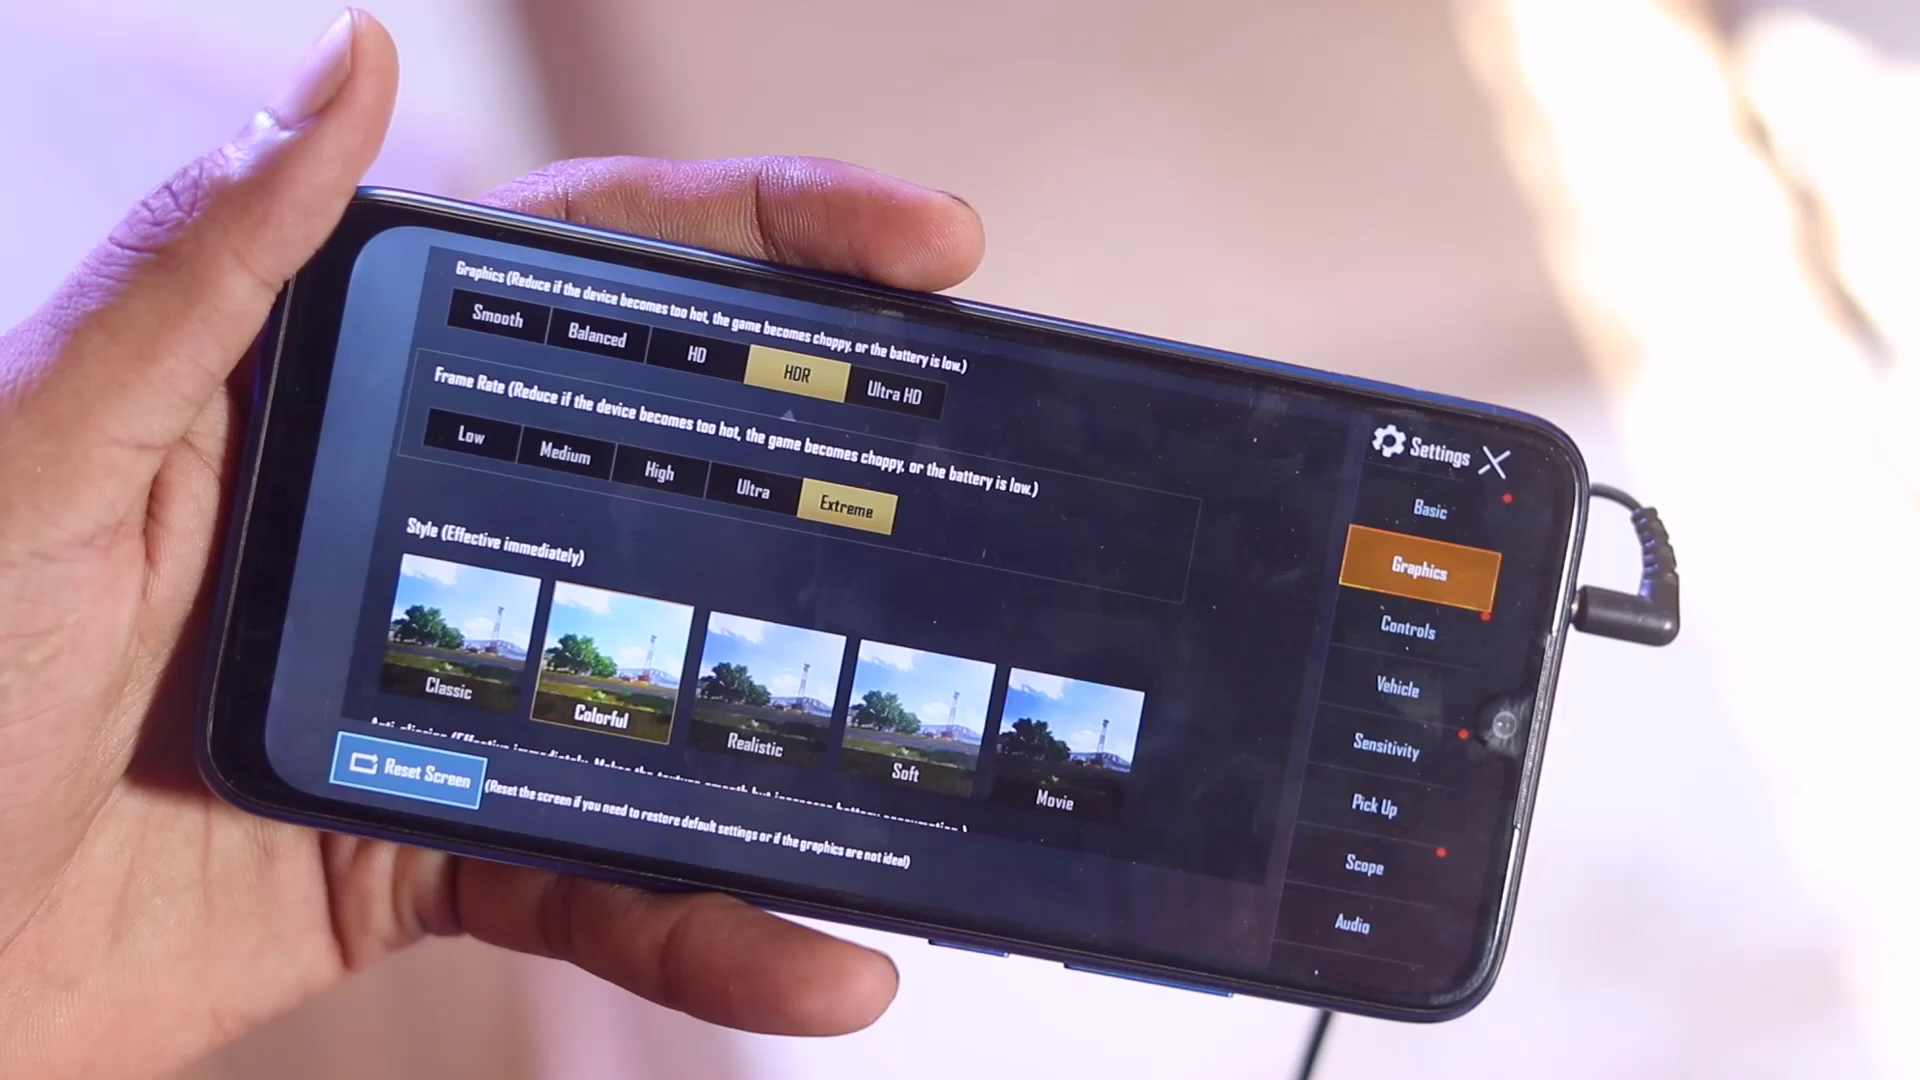 Graphics (Reduce if the device becomes too hot, the game becomes choppy, or the battery is low.)
Smooth
Balanced
HD
HDR
Ultra HD
Frame Rate (Reduce if the device becomes too hot, the game becomes choppy, or the battery is low.)
Low
Medium
High
Ultra
Extreme
Style (Effective immediately)
Classic
Colorful
Realistic
Soft
Movie
Reset Screen
(Reset the screen if you need to restore default settings or if the graphics are not ideal)
Settings
Basic
Graphics
Controls
Vehicle
Sensitivity
Pick Up
Scope
Audio